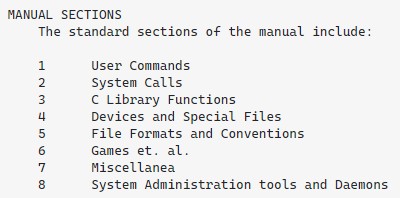 MANUAL SECTIONS
The standard sections of the manual include:
1 User Commands
2 System Calls
3 C Library Functions
4 Devices and Special Files
5 File Formats and Conventions
6 Games et. al.
7 Miscellanea
8 System Administration tools and Daemons